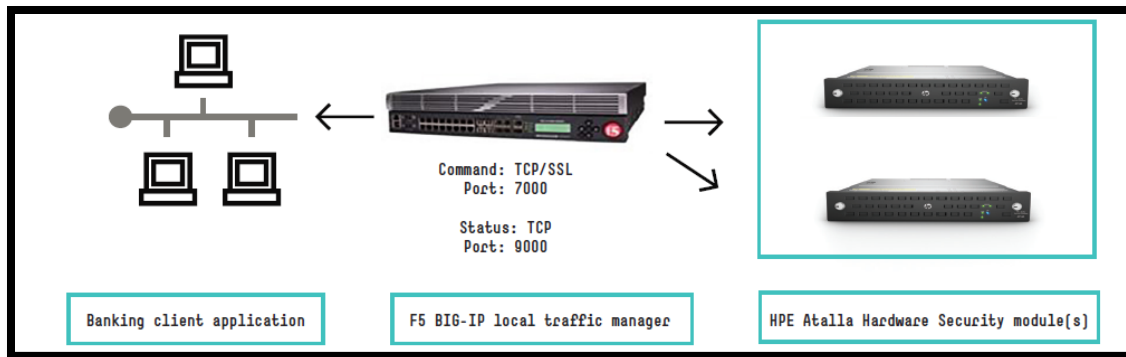 Command: TCP/SSL
Port: 7000
Status: TCP
Port: 9000
Banking client application
F5 BIG-IP local traffic manager
HPE Atalla Hardware Security module(s)